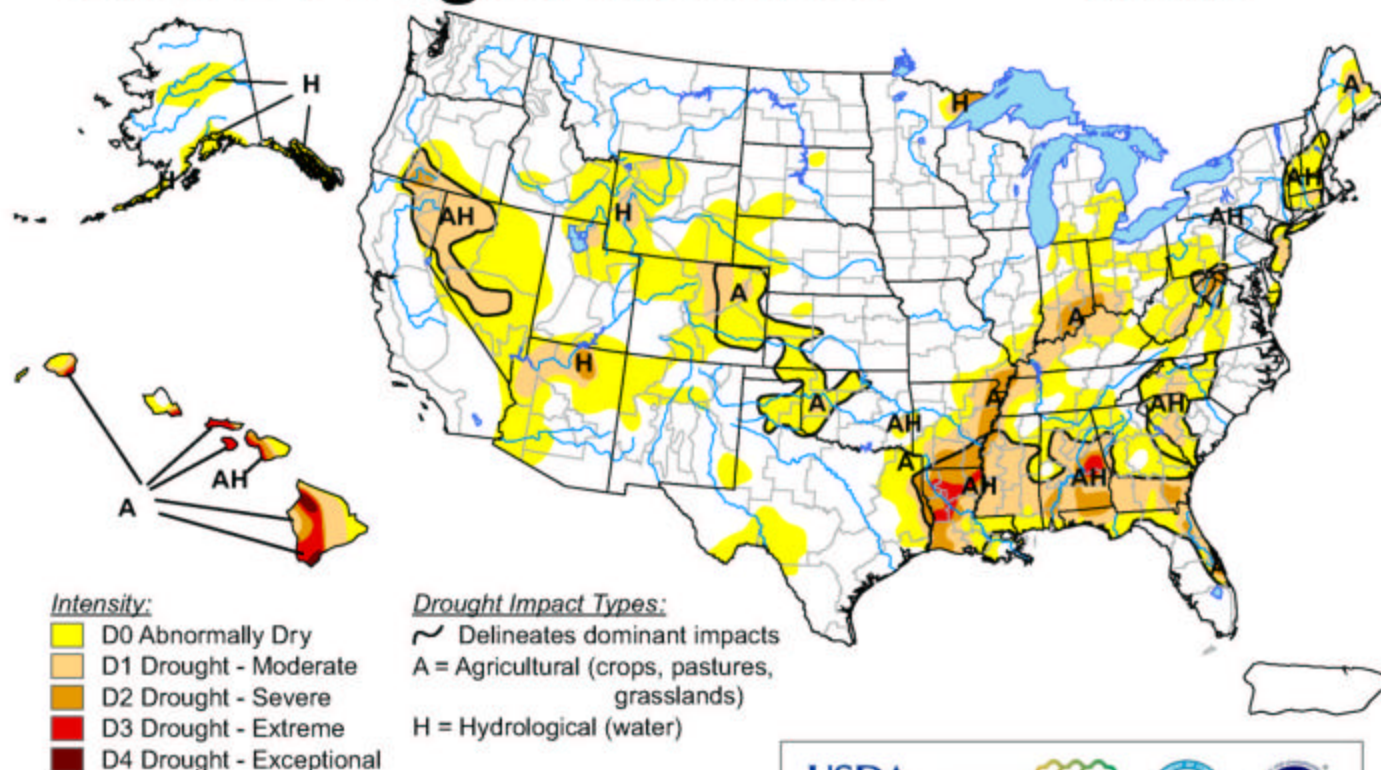 H
H
A
H
AH
AH
AH
H
A
A
H
A
A
AH
AH
A
A
AH
AH
AH
A
Intensity:
D0 Abnormally Dry
D1 Drought - Moderate
D2 Drought - Severe
D3 Drought - Extreme
D4 Drought - Exceptional
Drought Impact Types:
Delineates dominant impacts
A = Agricultural (crops, pastures,
grasslands)
H = Hydrological (water)
USDA